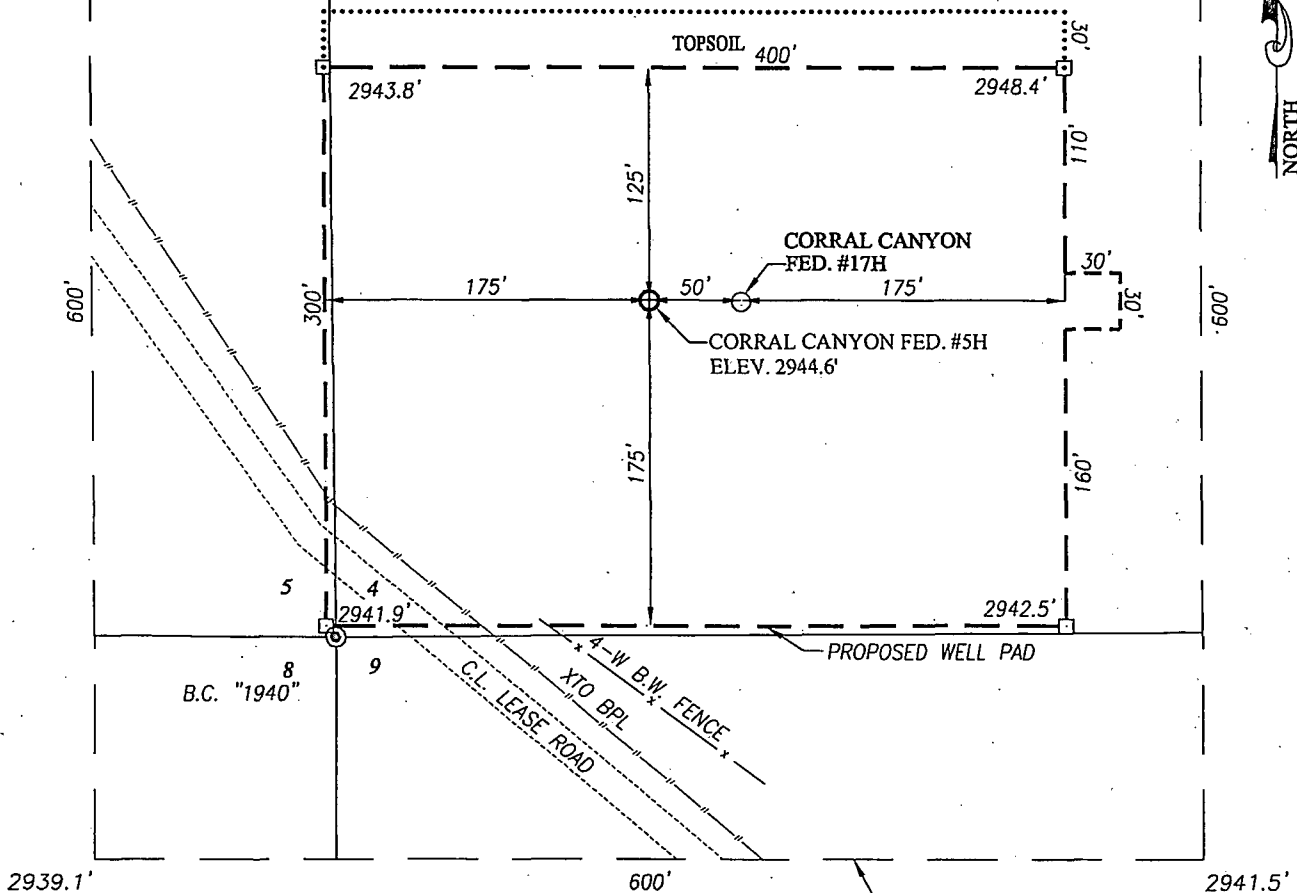 30'
TOPSOIL 400'
2943.8'
2948.4'
NORTH
110'
125'
CORRAL CANYON
FED. #17H
30'
30'
600'
300'
175'
50'
175'
600'
CORRAL CANYON FED. #5H
ELEV. 2944.6'
175'
160'
5
4
2941.9'
2942.5'
PROPOSED WELL PAD
8
9
B.C. "1940"
4-W B.W. FENCE
XTO BPL
C.L. LEASE ROAD
2939.1'
600'
2941.5'